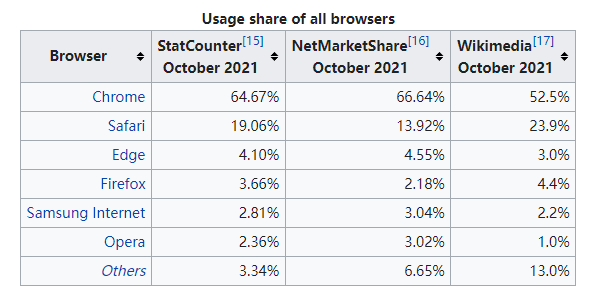 Usage share of all browsers
Browser StatCounter[15] October 2021 NetMarketShare[16] October 2021 Wikimedia[17] October 2021
Chrome 64.67% 66.64% 52.5%
Safari 19.06% 13.92% 23.9%
Edge 4.10% 4.55% 3.0%
Firefox 3.66% 2.18% 4.4%
Samsung Internet 2.81% 3.04% 2.2%
Opera 2.36% 3.02% 1.0%
Others 3.34% 6.65% 13.0%